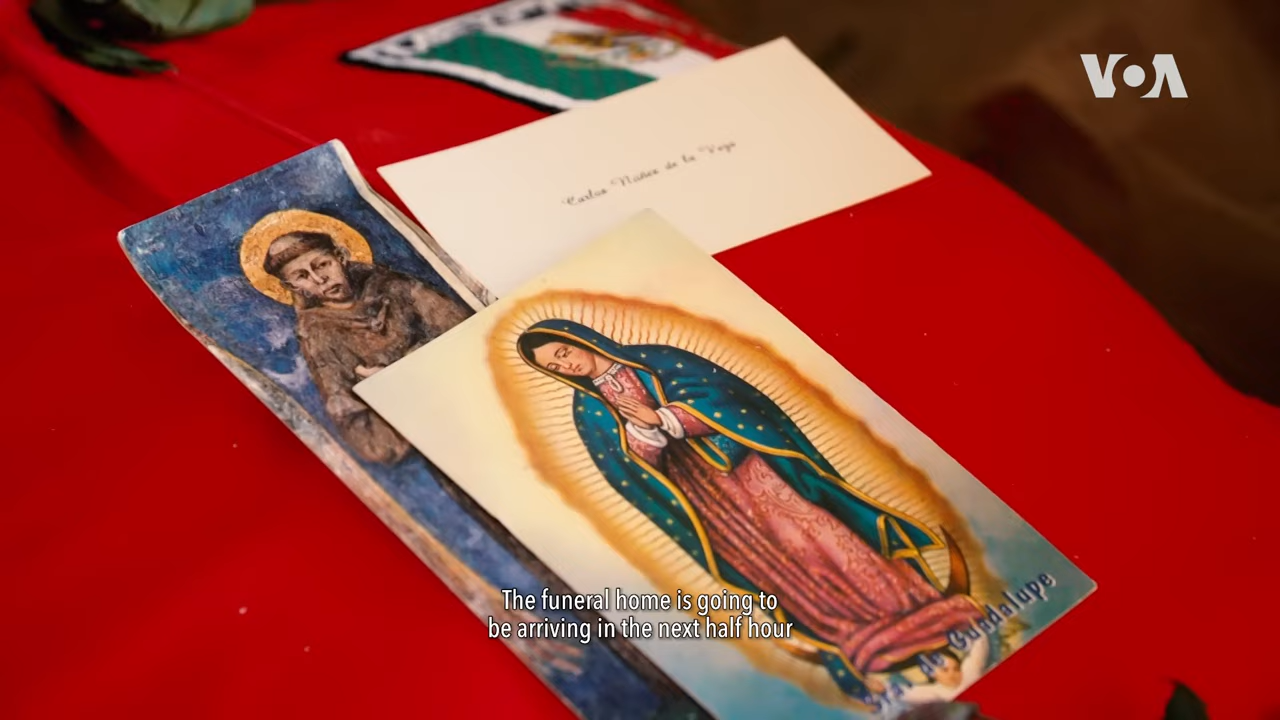 VOA
Carlos Núñez de la Vega
Sra. de Guadalupe
The funeral home is going to
be arriving in the next half hour